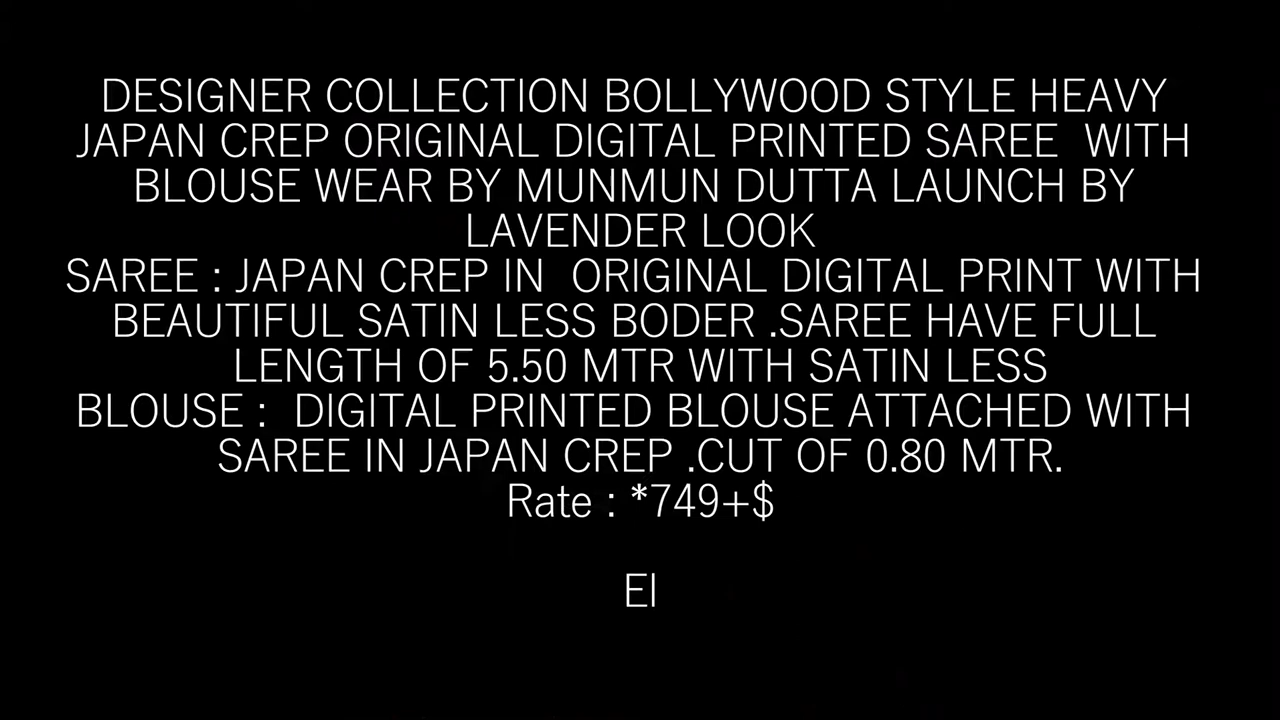 DESIGNER COLLECTION BOLLYWOOD STYLE HEAVY
JAPAN CREP ORIGINAL DIGITAL PRINTED SAREE  WITH
BLOUSE WEAR BY MUNMUN DUTTA LAUNCH BY
LAVENDER LOOK
SAREE : JAPAN CREP IN  ORIGINAL DIGITAL PRINT WITH
BEAUTIFUL SATIN LESS BODER .SAREE HAVE FULL
LENGTH OF 5.50 MTR WITH SATIN LESS
BLOUSE :  DIGITAL PRINTED BLOUSE ATTACHED WITH
SAREE IN JAPAN CREP .CUT OF 0.80 MTR.
Rate : *749+$
El